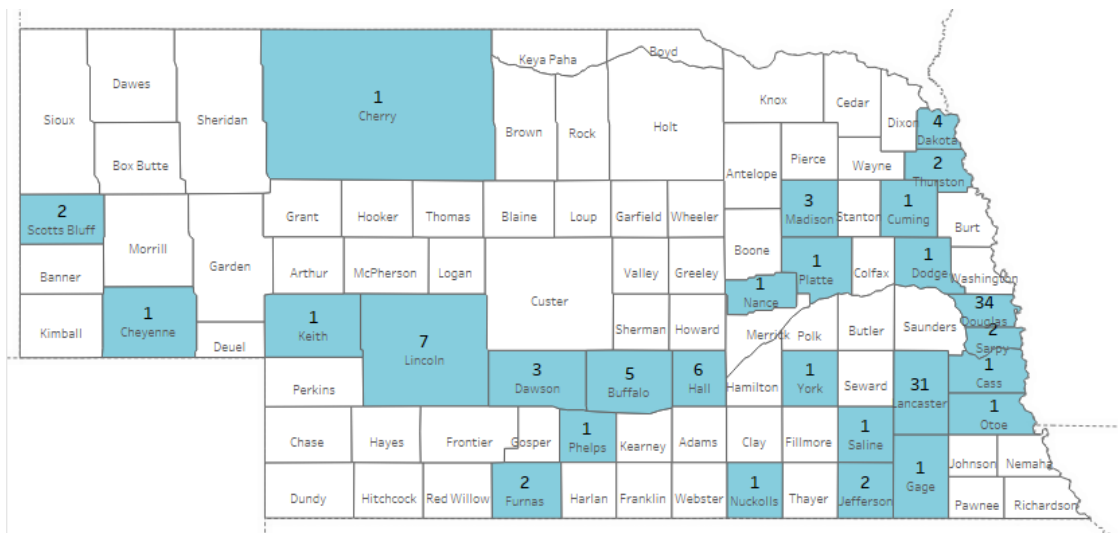 Keya Paha
Boyd
Dawes
Sioux
Sheridan
1
Cherry
Brown
Rock
Holt
Knox
Cedar
Dixon
4
Dakota
Box Butte
Antelope
Pierce
Wayne
2
Thurston
2
Scotts Bluff
Morrill
Garden
Grant
Hooker
Thomas
Blaine
Loup
Garfield
Wheeler
3
Madison
Stanton
1
Cuming
Burt
Banner
Arthur
McPherson
Logan
Custer
Valley
Greeley
Boone
1
Platte
Colfax
1
Dodge
Washington
1
Nance
Kimball
1
Cheyenne
Deuel
1
Keith
7
Lincoln
Sherman
Howard
Merrick
Polk
Butler
Saunders
34
Douglas
2
Sarpy
Perkins
3
Dawson
5
Buffalo
6
Hall
Hamilton
1
York
Seward
31
Lancaster
1
Cass
1
Otoe
Chase
Hayes
Frontier
Gosper
1
Phelps
Kearney
Adams
Clay
Fillmore
1
Saline
1
Gage
Johnson
Nemaha
Dundy
Hitchcock
Red Willow
2
Furnas
Harlan
Franklin
Webster
1
Nuckolls
Thayer
2
Jefferson
Pawnee
Richardson